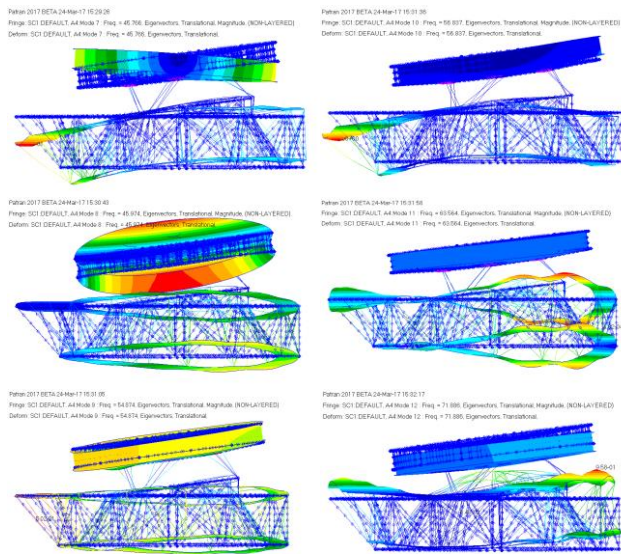 Patran 2017 BETA 24-Mar-17 15:29:26
Fringe: SC1 DEFAULT, A4:Mode 7 : Freq. = 45.766, Eigenvectors, Translational, Magnitude, (NON-LAYERED)
Deform: SC1 DEFAULT, A4:Mode 7 : Freq. = 45.766, Eigenvectors, Translational,
Patran 2017 BETA 24-Mar-17 15:30:43
Fringe: SC1 DEFAULT, A4:Mode 8 : Freq. = 45.974, Eigenvectors, Translational, Magnitude, (NON-LAYERED)
Deform: SC1 DEFAULT, A4:Mode 8 : Freq. = 45.974, Eigenvectors, Translational,
Patran 2017 BETA 24-Mar-17 15:31:05
Fringe: SC1 DEFAULT, A4:Mode 9 : Freq. = 54.874, Eigenvectors, Translational, Magnitude, (NON-LAYERED)
Deform: SC1 DEFAULT, A4:Mode 9 : Freq. = 54.874, Eigenvectors, Translational,
Patran 2017 BETA 24-Mar-17 15:31:36
Fringe: SC1 DEFAULT, A4:Mode 10 : Freq. = 56.937, Eigenvectors, Translational, Magnitude, (NON-LAYERED)
Deform: SC1 DEFAULT, A4:Mode 10 : Freq. = 56.937, Eigenvectors, Translational,
Patran 2017 BETA 24-Mar-17 15:31:58
Fringe: SC1 DEFAULT, A4:Mode 11 : Freq. = 63.564, Eigenvectors, Translational, Magnitude, (NON-LAYERED)
Deform: SC1 DEFAULT, A4:Mode 11 : Freq. = 63.564, Eigenvectors, Translational,
Patran 2017 BETA 24-Mar-17 15:32:17
Fringe: SC1 DEFAULT, A4:Mode 12 : Freq. = 71.886, Eigenvectors, Translational, Magnitude, (NON-LAYERED)
Deform: SC1 DEFAULT, A4:Mode 12 : Freq. = 71.886, Eigenvectors, Translational,